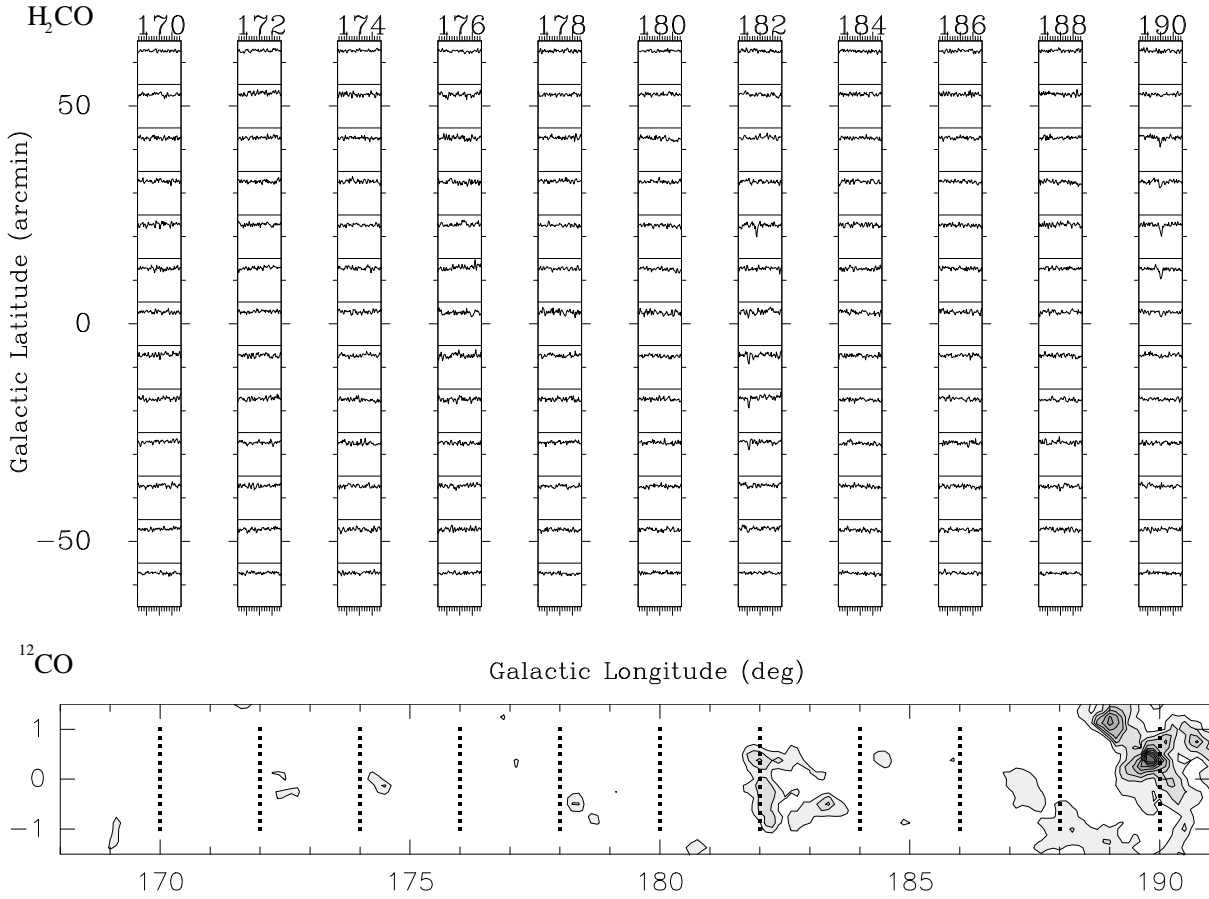 H₂CO
170 172 174 176 178 180 182 184 186 188 190
50
0
−50
Galactic Latitude (arcmin)
¹²CO
Galactic Longitude (deg)
1
0
−1
170 175 180 185 190